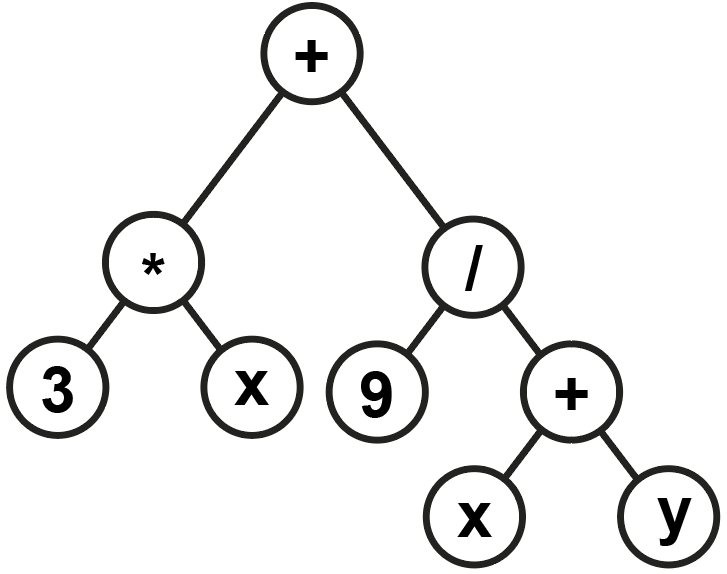 +
* /
3 x 9 +
x y